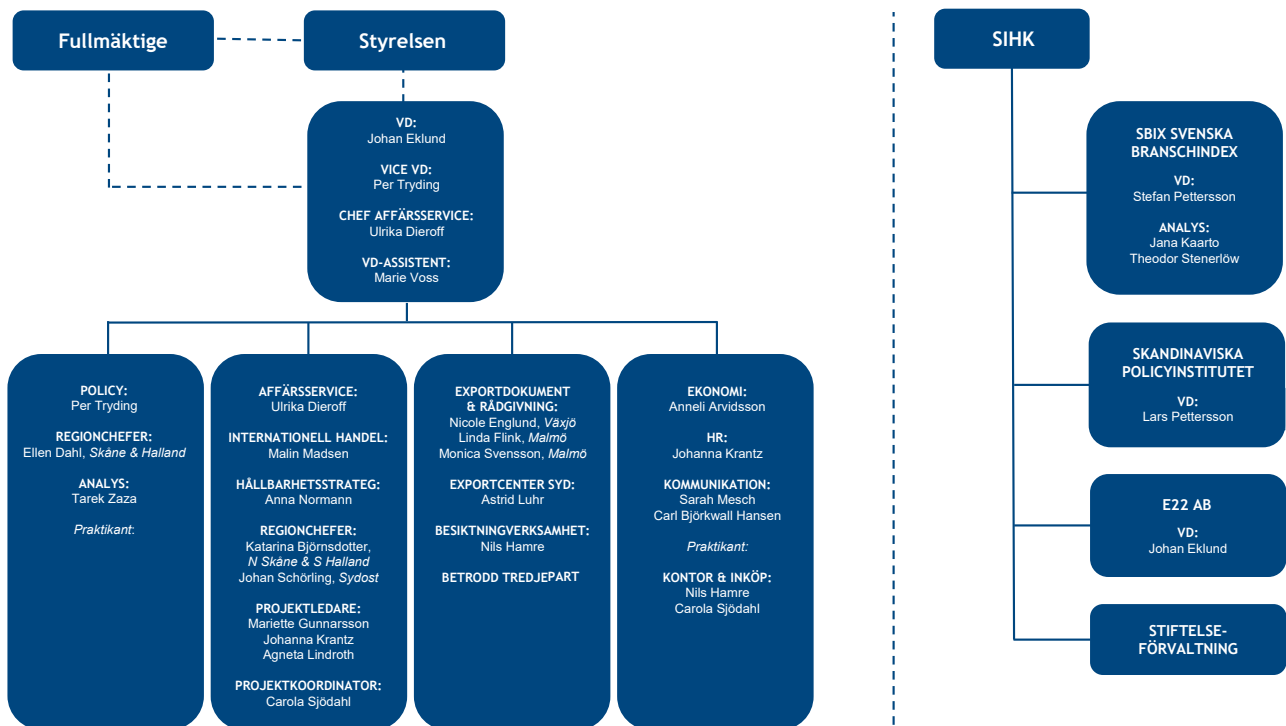 Fullmäktige
Styrelsen
VD:
Johan Eklund
VICE VD:
Per Tryding
CHEF AFFÄRSSERVICE:
Ulrika Dieroff
VD-ASSISTENT:
Marie Voss
POLICY:
Per Tryding
REGIONCHEFER:
Ellen Dahl, Skåne & Halland
ANALYS:
Tarek Zaza
Praktikant:
AFFÄRSSERVICE:
Ulrika Dieroff
INTERNATIONELL HANDEL:
Malin Madsen
HÅLLBARHETSSTRATEG:
Anna Normann
REGIONCHEFER:
Katarina Björnsdotter,
N Skåne & S Halland
Johan Schörling, Sydost
PROJEKTLEDARE:
Mariette Gunnarsson
Johanna Krantz
Agneta Lindroth
PROJEKTKOORDINATOR:
Carola Sjödahl
EXPORTDOKUMENT
& RÅDGIVNING:
Nicole Englund, Växjö
Linda Flink, Malmö
Monica Svensson, Malmö
EXPORTCENTER SYD:
Astrid Luhr
BESIKTNINGVERKSAMHET:
Nils Hamre
BETRODD TREDJEPART
EKONOMI:
Anneli Arvidsson
HR:
Johanna Krantz
KOMMUNIKATION:
Sarah Mesch
Carl Björkwall Hansen
Praktikant:
KONTOR & INKÖP:
Nils Hamre
Carola Sjödahl
SIHK
SBIX SVENSKA
BRANSCHINDEX
VD:
Stefan Pettersson
ANALYS:
Jana Kaarto
Theodor Stenerlöw
SKANDINAVISKA
POLICYINSTITUTET
VD:
Lars Pettersson
E22 AB
VD:
Johan Eklund
STIFTELSE-
FÖRVALTNING